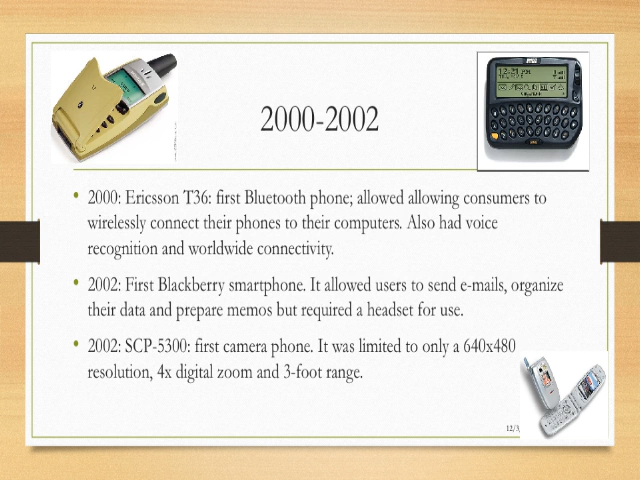 2000-2002
• 2000: Ericsson T36: first Bluetooth phone; allowed allowing consumers to
wirelessly connect their phones to their computers. Also had voice
recognition and worldwide connectivity.
• 2002: First Blackberry smartphone. It allowed users to send e-mails, organize
their data and prepare memos but required a headset for use.
• 2002: SCP-5300: first camera phone. It was limited to only a 640x480
resolution, 4x digital zoom and 3-foot range.
12/3